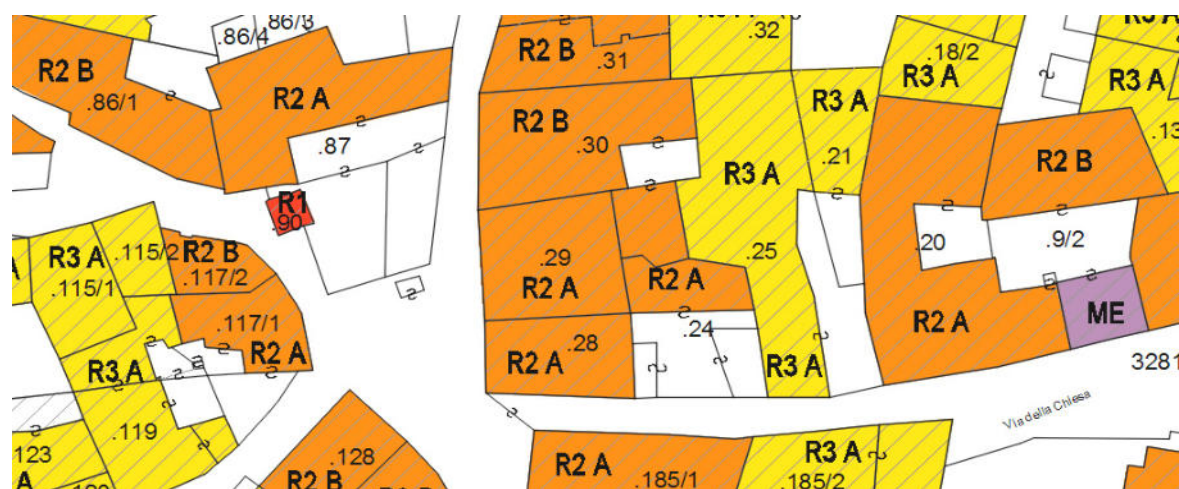 .86/3
.86/4
.32
.18/2
R3 A
R2 B
.31
R2 B
.86/1
R2 A
R3 A
R3 A
R3 A
.13
R2 B
.30
.87
.21
R2 B
R3 A
R1
.90
.115/2
R2 B
.117/2
R3 A
.115/1
.29
R2 A
R2 A
.25
.20
.9/2
.117/1
R2 A
R3 A
.28
R2 A
.24
R3 A
R2 A
ME
3281
Via della Chiesa
.119
.123
A
.128
R2 B
R2 A
.185/1
R3 A
.185/2